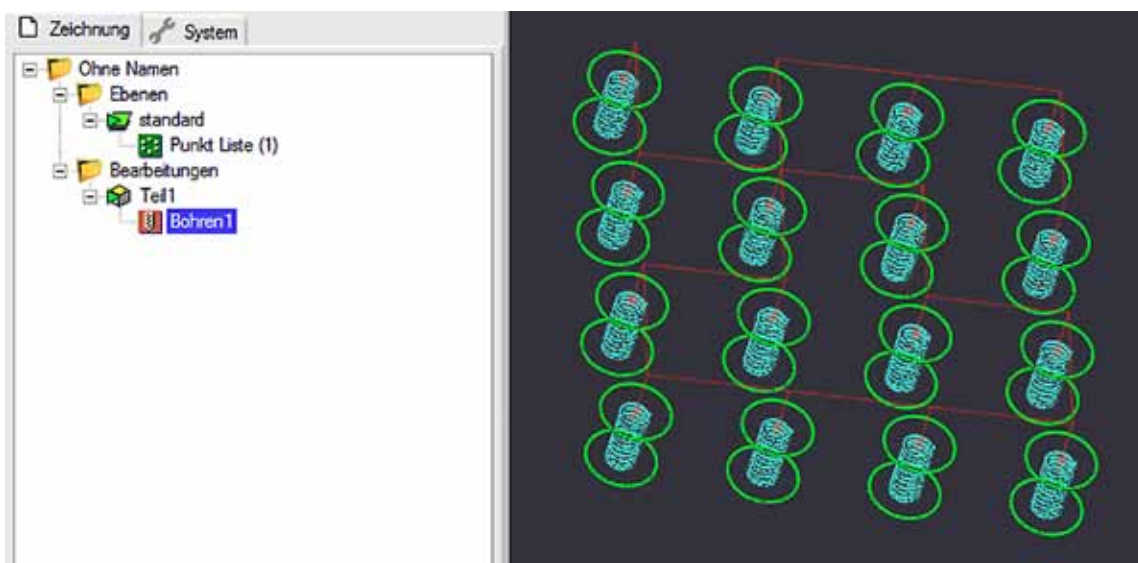 Zeichnung System
Ohne Namen
Ebenen
standard
Punkt Liste (1)
Bearbeitungen
Teil1
Bohren1